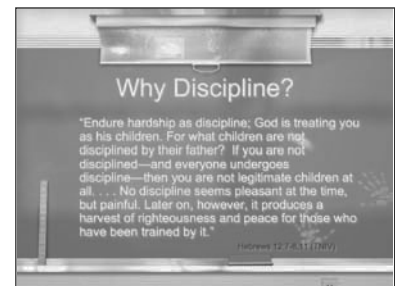 Why Discipline?
"Endure hardship as discipline; God is treating you
as his children. For what children are not
disciplined by their father? If you are not
disciplined—and everyone undergoes
discipline—then you are not legitimate children at
all. . . . No discipline seems pleasant at the time,
but painful. Later on, however, it produces a
harvest of righteousness and peace for those who
have been trained by it."
Hebrews 12:7-8,11 (TNIV)